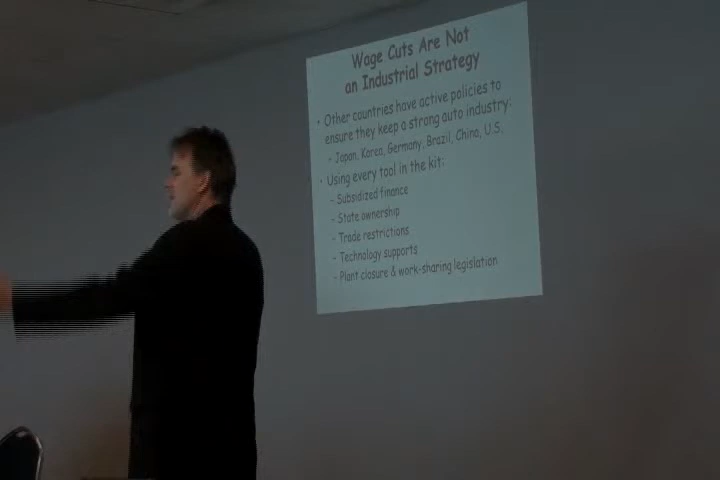 Wage Cuts Are Not
an Industrial Strategy
• Other countries have active policies to
ensure they keep a strong auto industry:
- Japan, Korea, Germany, Brazil, China, U.S.
• Using every tool in the kit:
- Subsidized finance
- State ownership
- Trade restrictions
- Technology supports
- Plant closure & work-sharing legislation